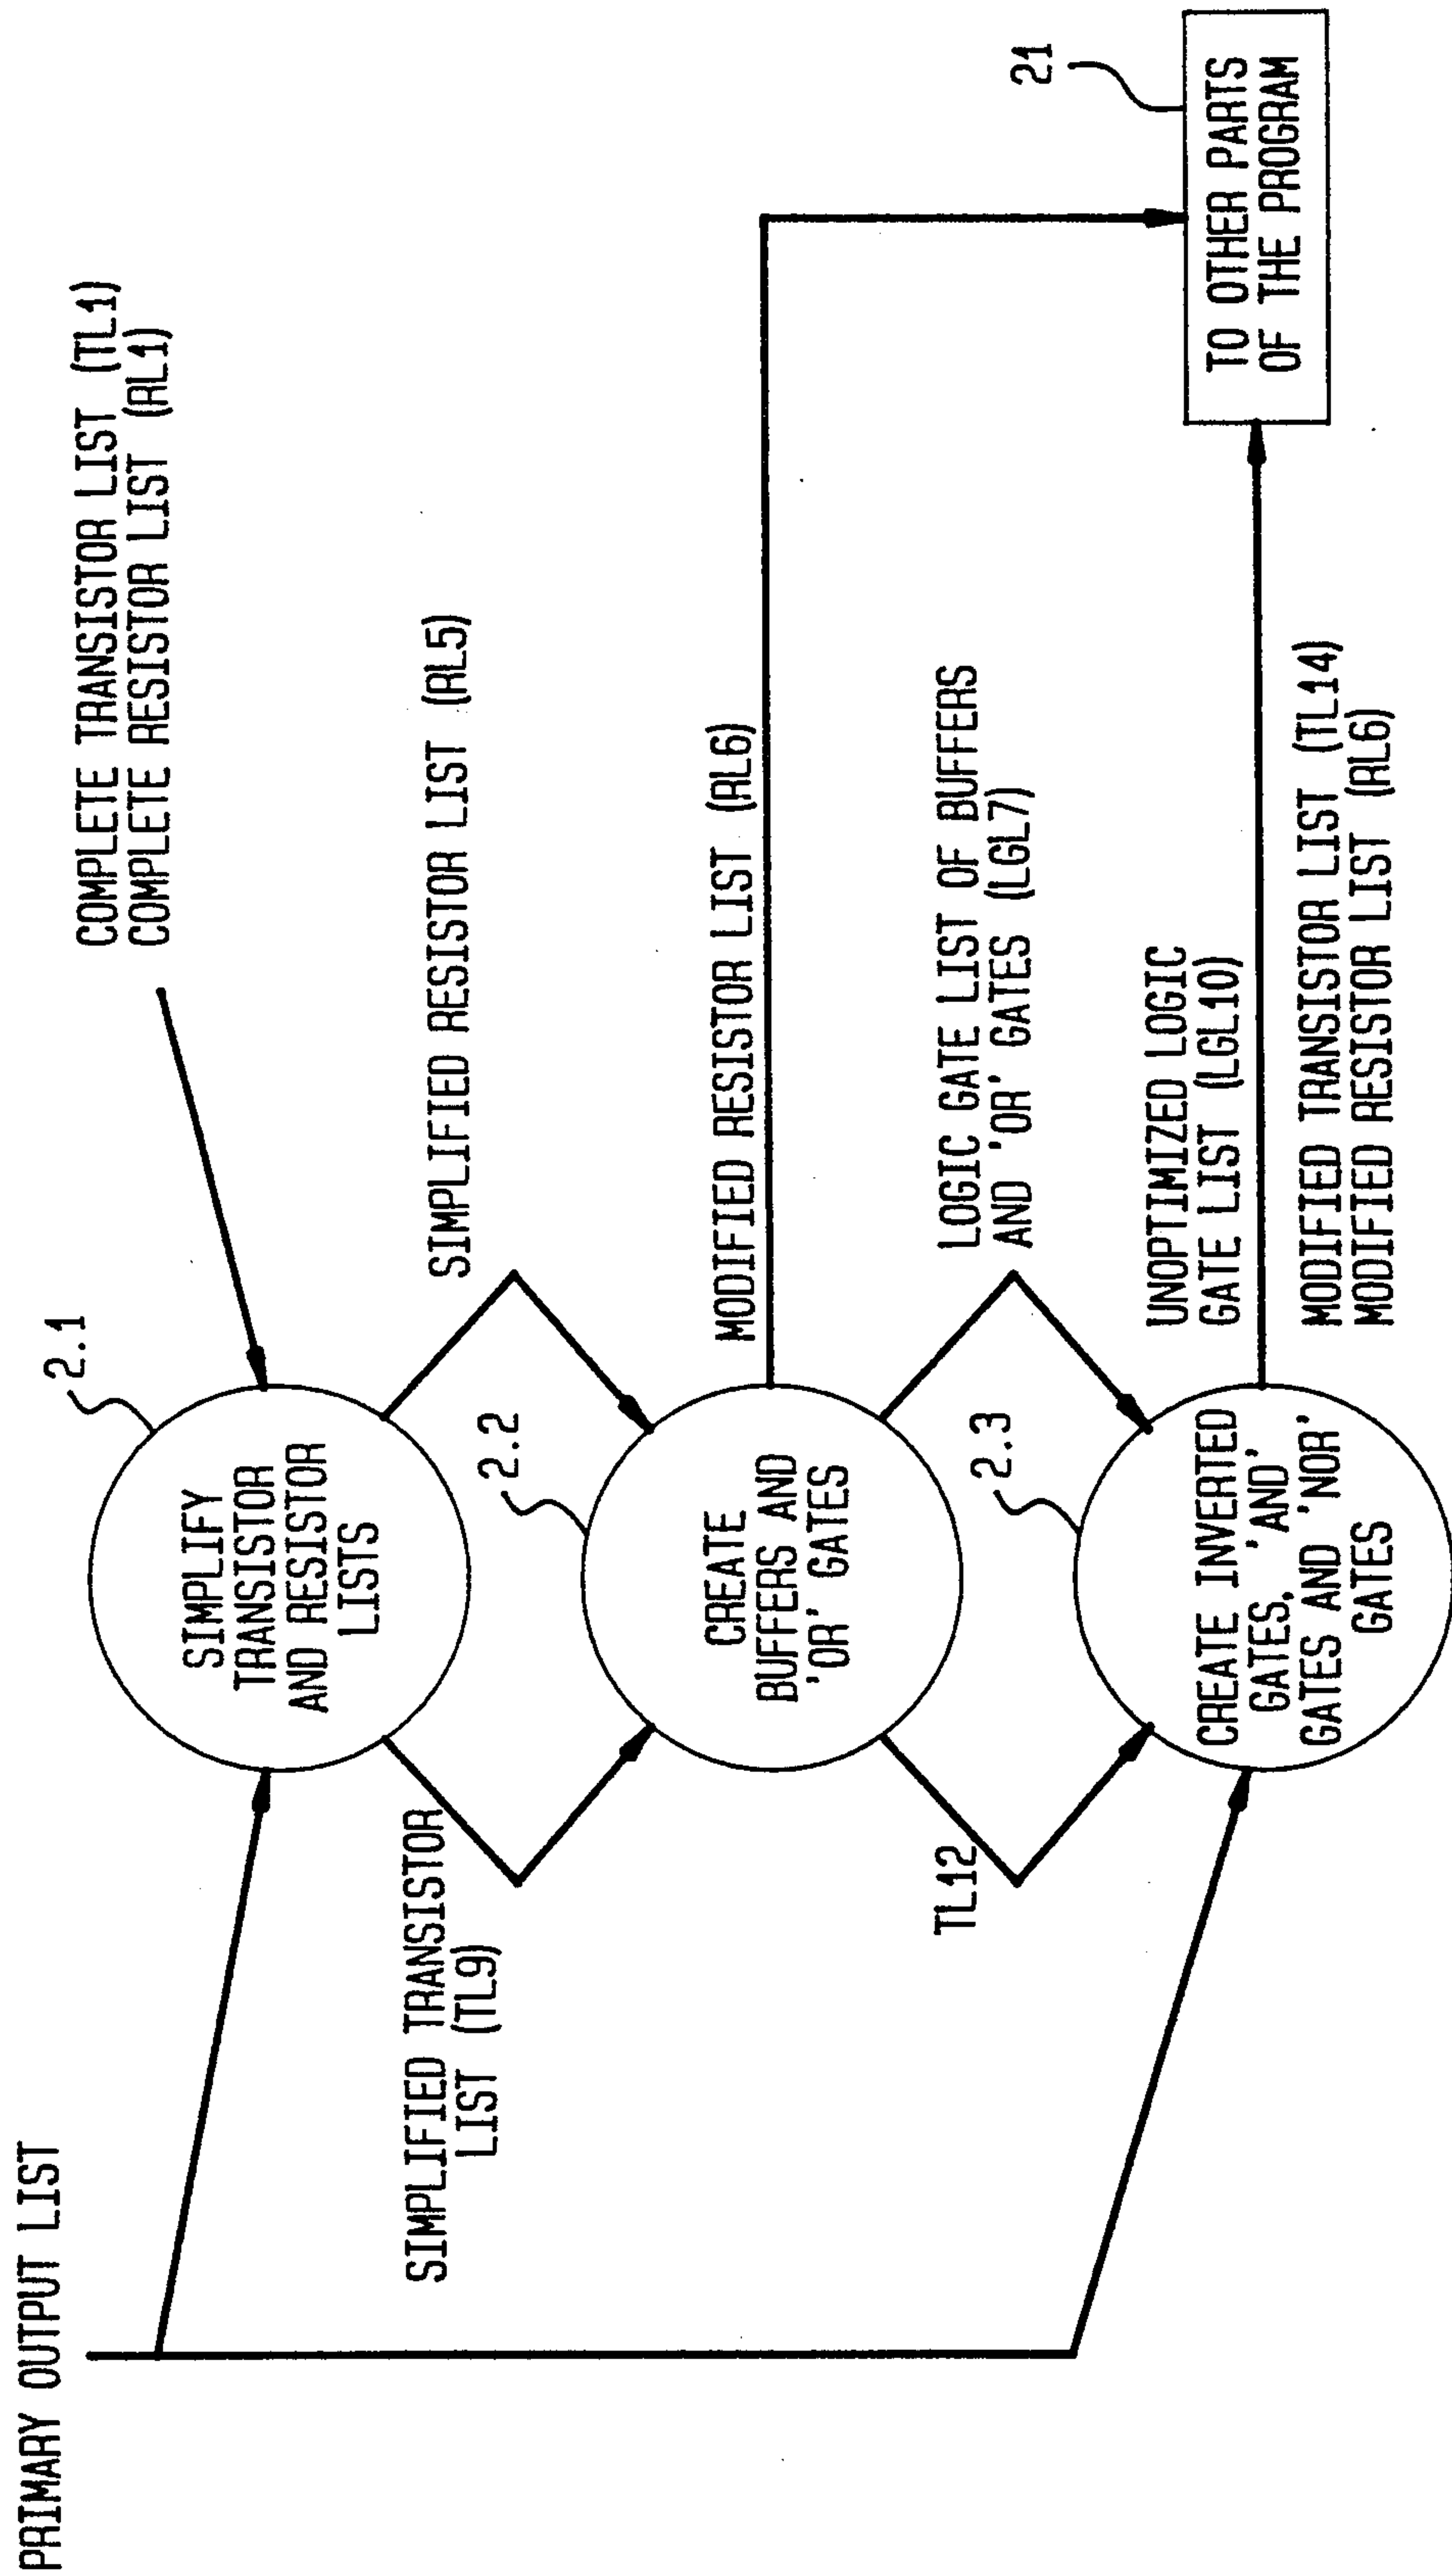 PRIMARY OUTPUT LIST
COMPLETE TRANSISTOR LIST (TL1)
COMPLETE RESISTOR LIST (RL1)
2.1
SIMPLIFY
TRANSISTOR
AND RESISTOR
LISTS
SIMPLIFIED TRANSISTOR
LIST (TL9)
SIMPLIFIED RESISTOR LIST (RL5)
2.2
CREATE
BUFFERS AND
'OR' GATES
MODIFIED RESISTOR LIST (RL6)
TL12
LOGIC GATE LIST OF BUFFERS
AND 'OR' GATES (LGL7)
2.3
CREATE INVERTED
GATES, 'AND'
GATES AND 'NOR'
GATES
UNOPTIMIZED LOGIC
GATE LIST (LGL10)
MODIFIED TRANSISTOR LIST (TL14)
MODIFIED RESISTOR LIST (RL6)
21
TO OTHER PARTS
OF THE PROGRAM